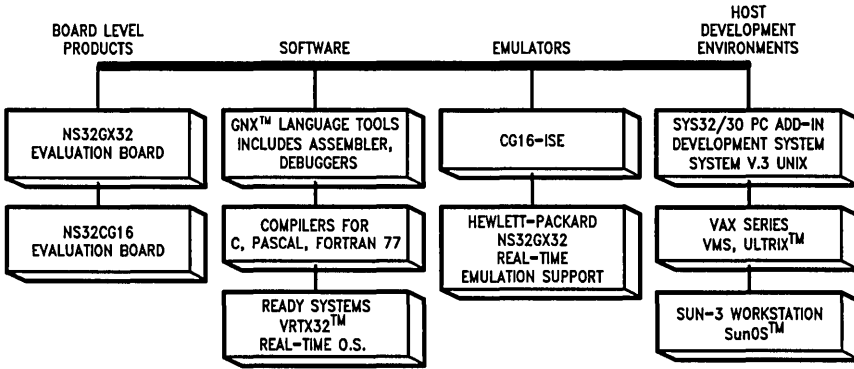 BOARD LEVEL
PRODUCTS
SOFTWARE
EMULATORS
HOST
DEVELOPMENT
ENVIRONMENTS
NS32GX32
EVALUATION BOARD
NS32CG16
EVALUATION BOARD
GNX™ LANGUAGE TOOLS
INCLUDES ASSEMBLER,
DEBUGGERS
COMPILERS FOR
C, PASCAL, FORTRAN 77
READY SYSTEMS
VRTX32™
REAL-TIME O.S.
CG16-ISE
HEWLETT-PACKARD
NS32GX32
REAL-TIME
EMULATION SUPPORT
SYS32/30 PC ADD-IN
DEVELOPMENT SYSTEM
SYSTEM V.3 UNIX
VAX SERIES
VMS, ULTRIX™
SUN-3 WORKSTATION
SunOS™